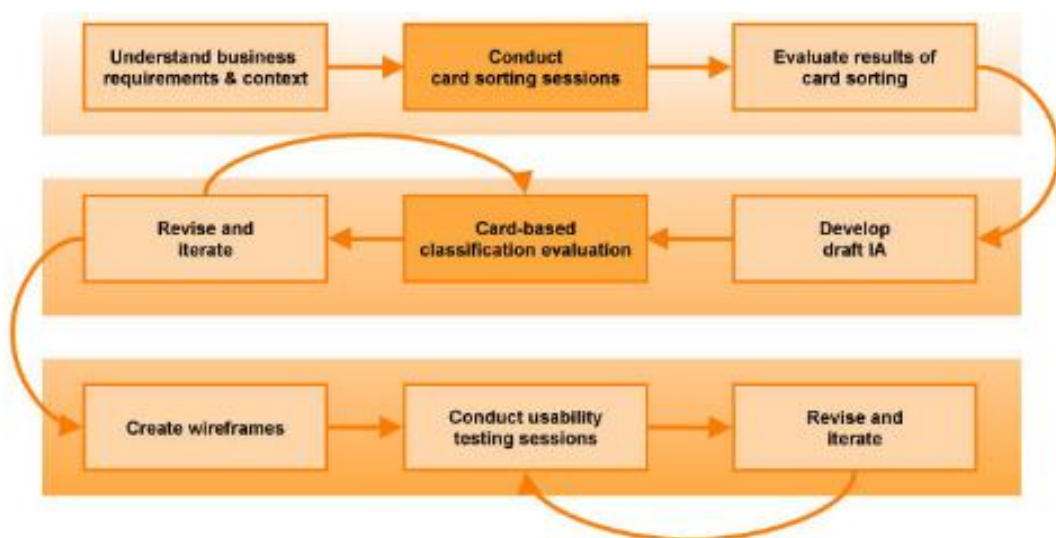 Understand business
requirements & context
Conduct
card sorting sessions
Evaluate results of
card sorting
Revise and
iterate
Card-based
classification evaluation
Develop
draft IA
Create wireframes
Conduct usability
testing sessions
Revise and
iterate